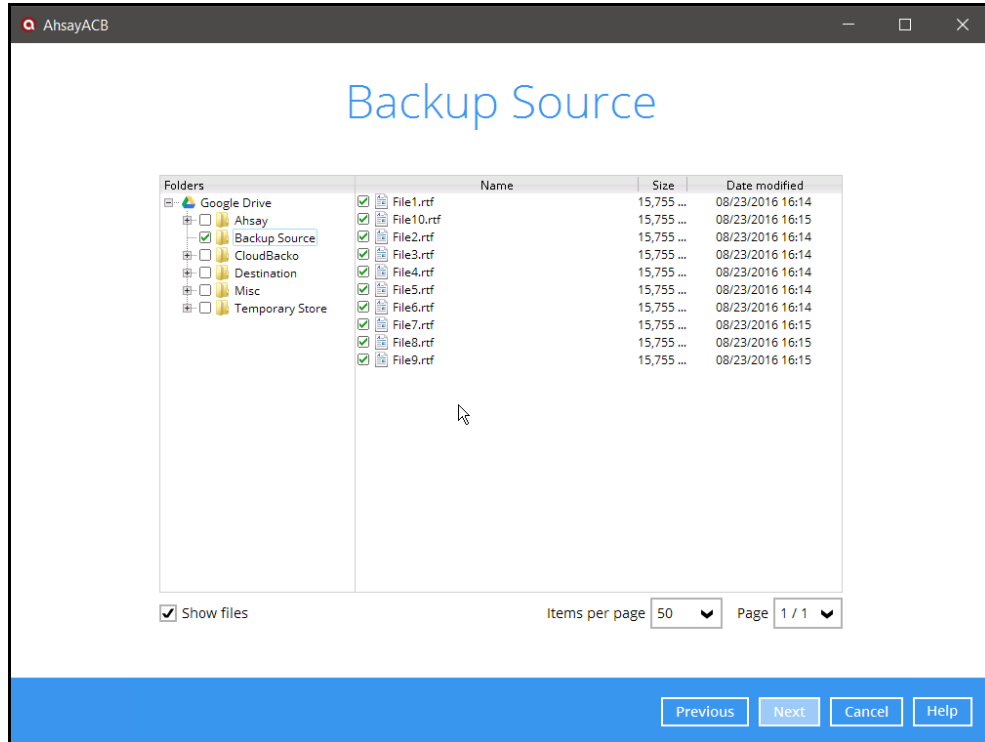 AhsayACB
Backup Source
Folders
Name Size Date modified
Google Drive
Ahsay
Backup Source
CloudBacko
Destination
Misc
Temporary Store
File1.rtf 15,755 ... 08/23/2016 16:14
File10.rtf 15,755 ... 08/23/2016 16:15
File2.rtf 15,755 ... 08/23/2016 16:14
File3.rtf 15,755 ... 08/23/2016 16:14
File4.rtf 15,755 ... 08/23/2016 16:14
File5.rtf 15,755 ... 08/23/2016 16:14
File6.rtf 15,755 ... 08/23/2016 16:14
File7.rtf 15,755 ... 08/23/2016 16:15
File8.rtf 15,755 ... 08/23/2016 16:15
File9.rtf 15,755 ... 08/23/2016 16:15
Show files Items per page 50 Page 1 / 1
Previous Next Cancel Help